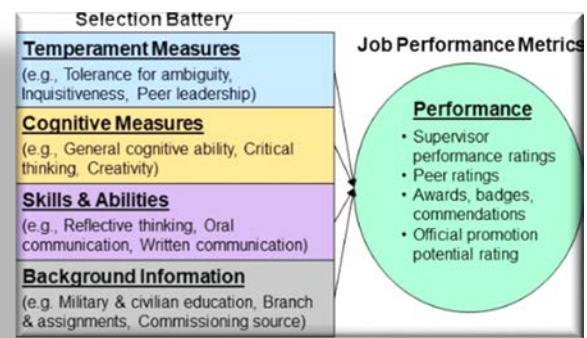 Selection Battery
Temperament Measures
(e.g., Tolerance for ambiguity,
Inquisitiveness, Peer leadership)
Cognitive Measures
(e.g., General cognitive ability, Critical
thinking, Creativity)
Skills & Abilities
(e.g., Reflective thinking, Oral
communication, Written communication)
Background Information
(e.g. Military & civilian education, Branch
& assignments, Commissioning source)
Job Performance Metrics
Performance
• Supervisor
performance ratings
• Peer ratings
• Awards, badges,
commendations
• Official promotion
potential rating